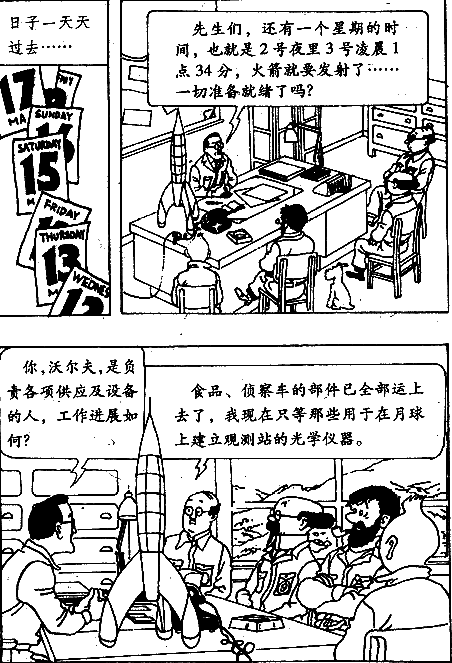 日子一天天
过去……
17
MA
SUNDAY
16
SATURDAY
15
M
FRIDAY
THURSDAY
13
M
WEDNES
12
先生们，还有一个星期的时
间，也就是2号夜里3号凌晨1
点34分，火箭就要发射了……
一切准备就绪了吗？
你，沃尔夫，是负
责各项供应及设备
的人，工作进展如
何？
食品、侦察车的部件已全部运上
去了，我现在只等那些用于在月球
上建立观测站的光学仪器。